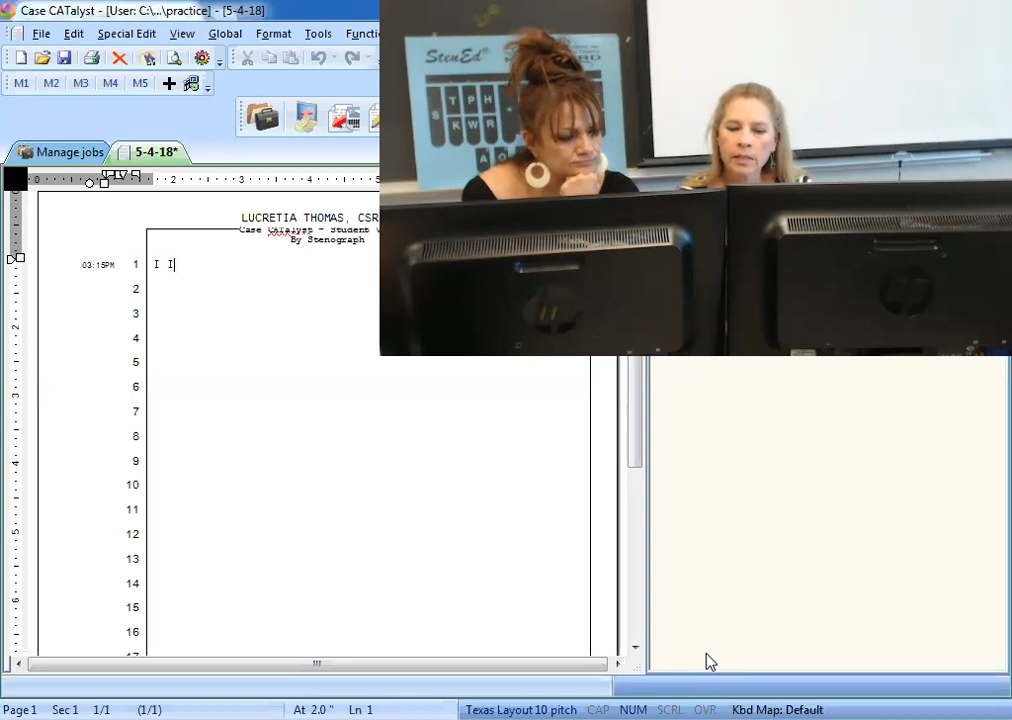 Case CATalyst - [User: C:\...\practice] - [5-4-18]
File Edit Special Edit View Global Format Tools
M1 M2 M3 M4 M5
Manage jobs 5-4-18*
StenEd
S T P H
S K W R
A O
0 2 3
LUCRETIA THOMAS, CSR
Case CATalyst - Student
By Stenograph
03:15PM 1 I I
2
3
4
5
6
7
8
9
10
11
12
13
14
15
16
Page 1 Sec 1 1/1 (1/1) At 2.0 " Ln 1 Texas Layout 10 pitch CAP NUM SCRL OVR Kbd Map: Default